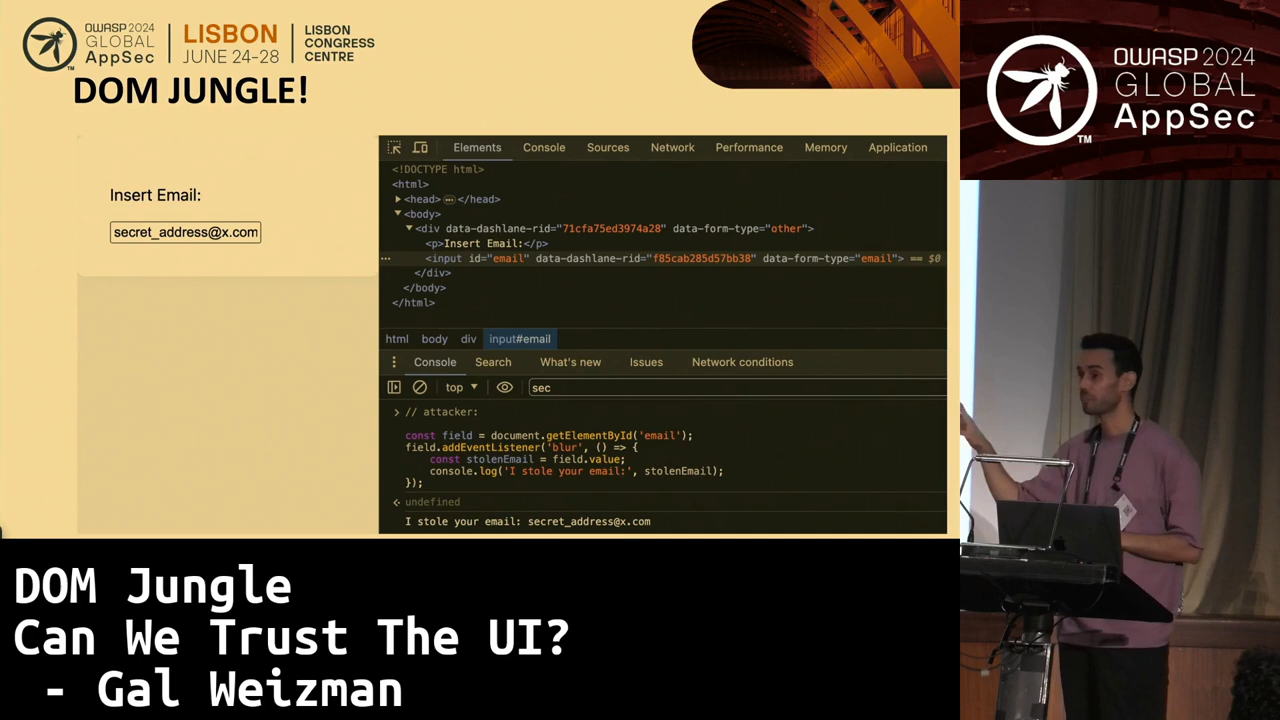 OWASP 2024
GLOBAL
AppSec
LISBON
JUNE 24-28
LISBON
CONGRESS
CENTRE
DOM JUNGLE!
Insert Email:
secret_address@x.com
Elements Console Sources Network Performance Memory Application
<!DOCTYPE html>
<html>
<head> ••• </head>
<body>
<div data-dashlane-rid="71cfa75ed3974a28" data-form-type="other">
<p>Insert Email:</p>
<input id="email" data-dashlane-rid="f85cab285d57bb38" data-form-type="email"> == $0
</div>
</body>
</html>
html body div input#email
Console Search What's new Issues Network conditions
top sec
// attacker:
const field = document.getElementById('email');
field.addEventListener('blur', () => {
const stolenEmail = field.value;
console.log('I stole your email:', stolenEmail);
});
undefined
I stole your email: secret_address@x.com
OWASP 2024
GLOBAL
AppSec
TM
DOM Jungle
Can We Trust The UI?
- Gal Weizman